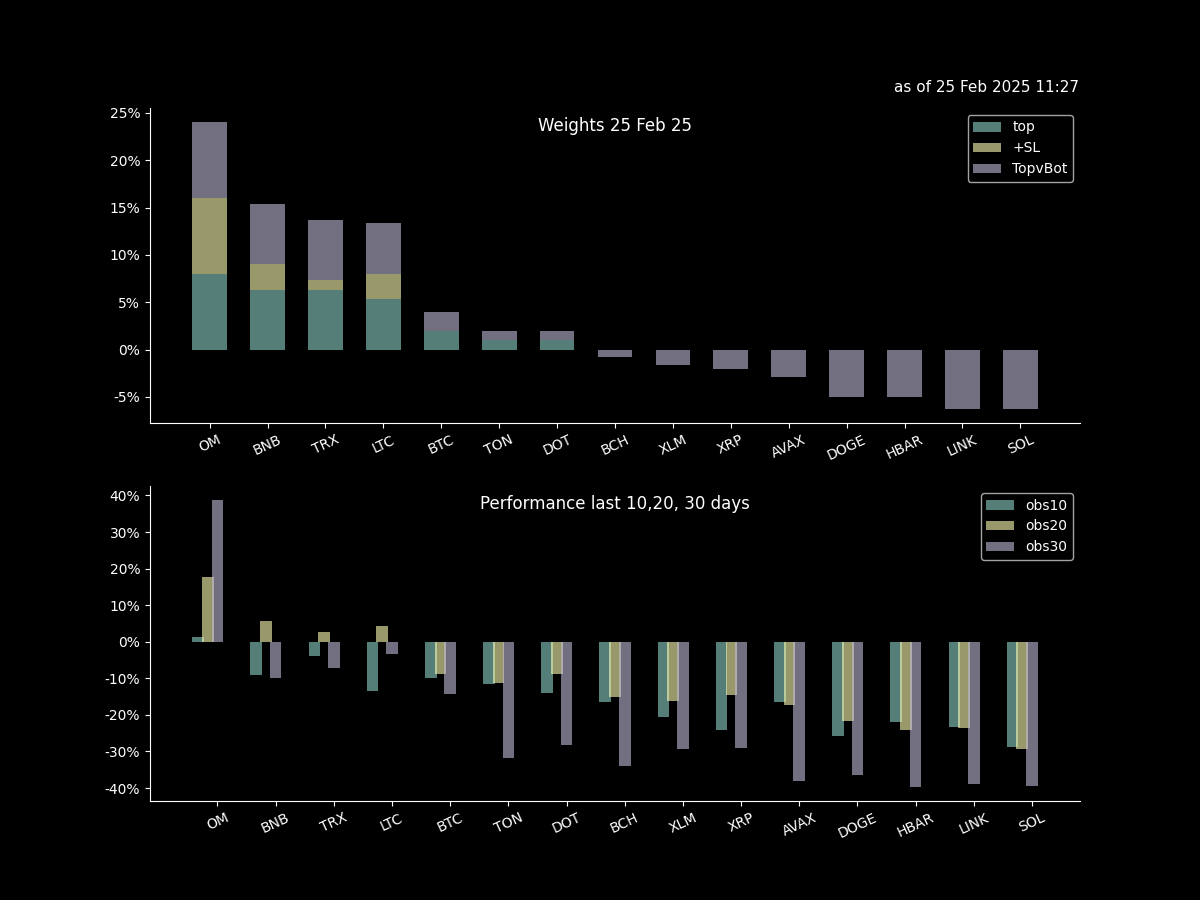 as of 25 Feb 2025 11:27
Weights 25 Feb 25
top
+SL
TopvBot
25%
20%
15%
10%
5%
0%
-5%
OM BNB TRX LTC BTC TON DOT BCH XLM XRP AVAX DOGE HBAR LINK SOL
Performance last 10,20, 30 days
obs10
obs20
obs30
40%
30%
20%
10%
0%
-10%
-20%
-30%
-40%
OM BNB TRX LTC BTC TON DOT BCH XLM XRP AVAX DOGE HBAR LINK SOL